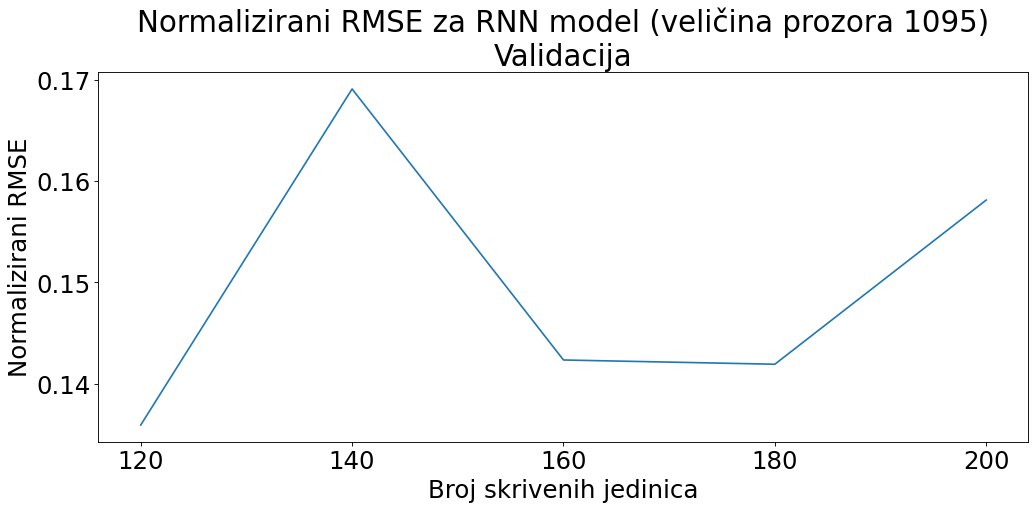 Normalizirani RMSE za RNN model (veličina prozora 1095)
Validacija
0.17
0.16
0.15
0.14
Normalizirani RMSE
120 140 160 180 200
Broj skrivenih jedinica